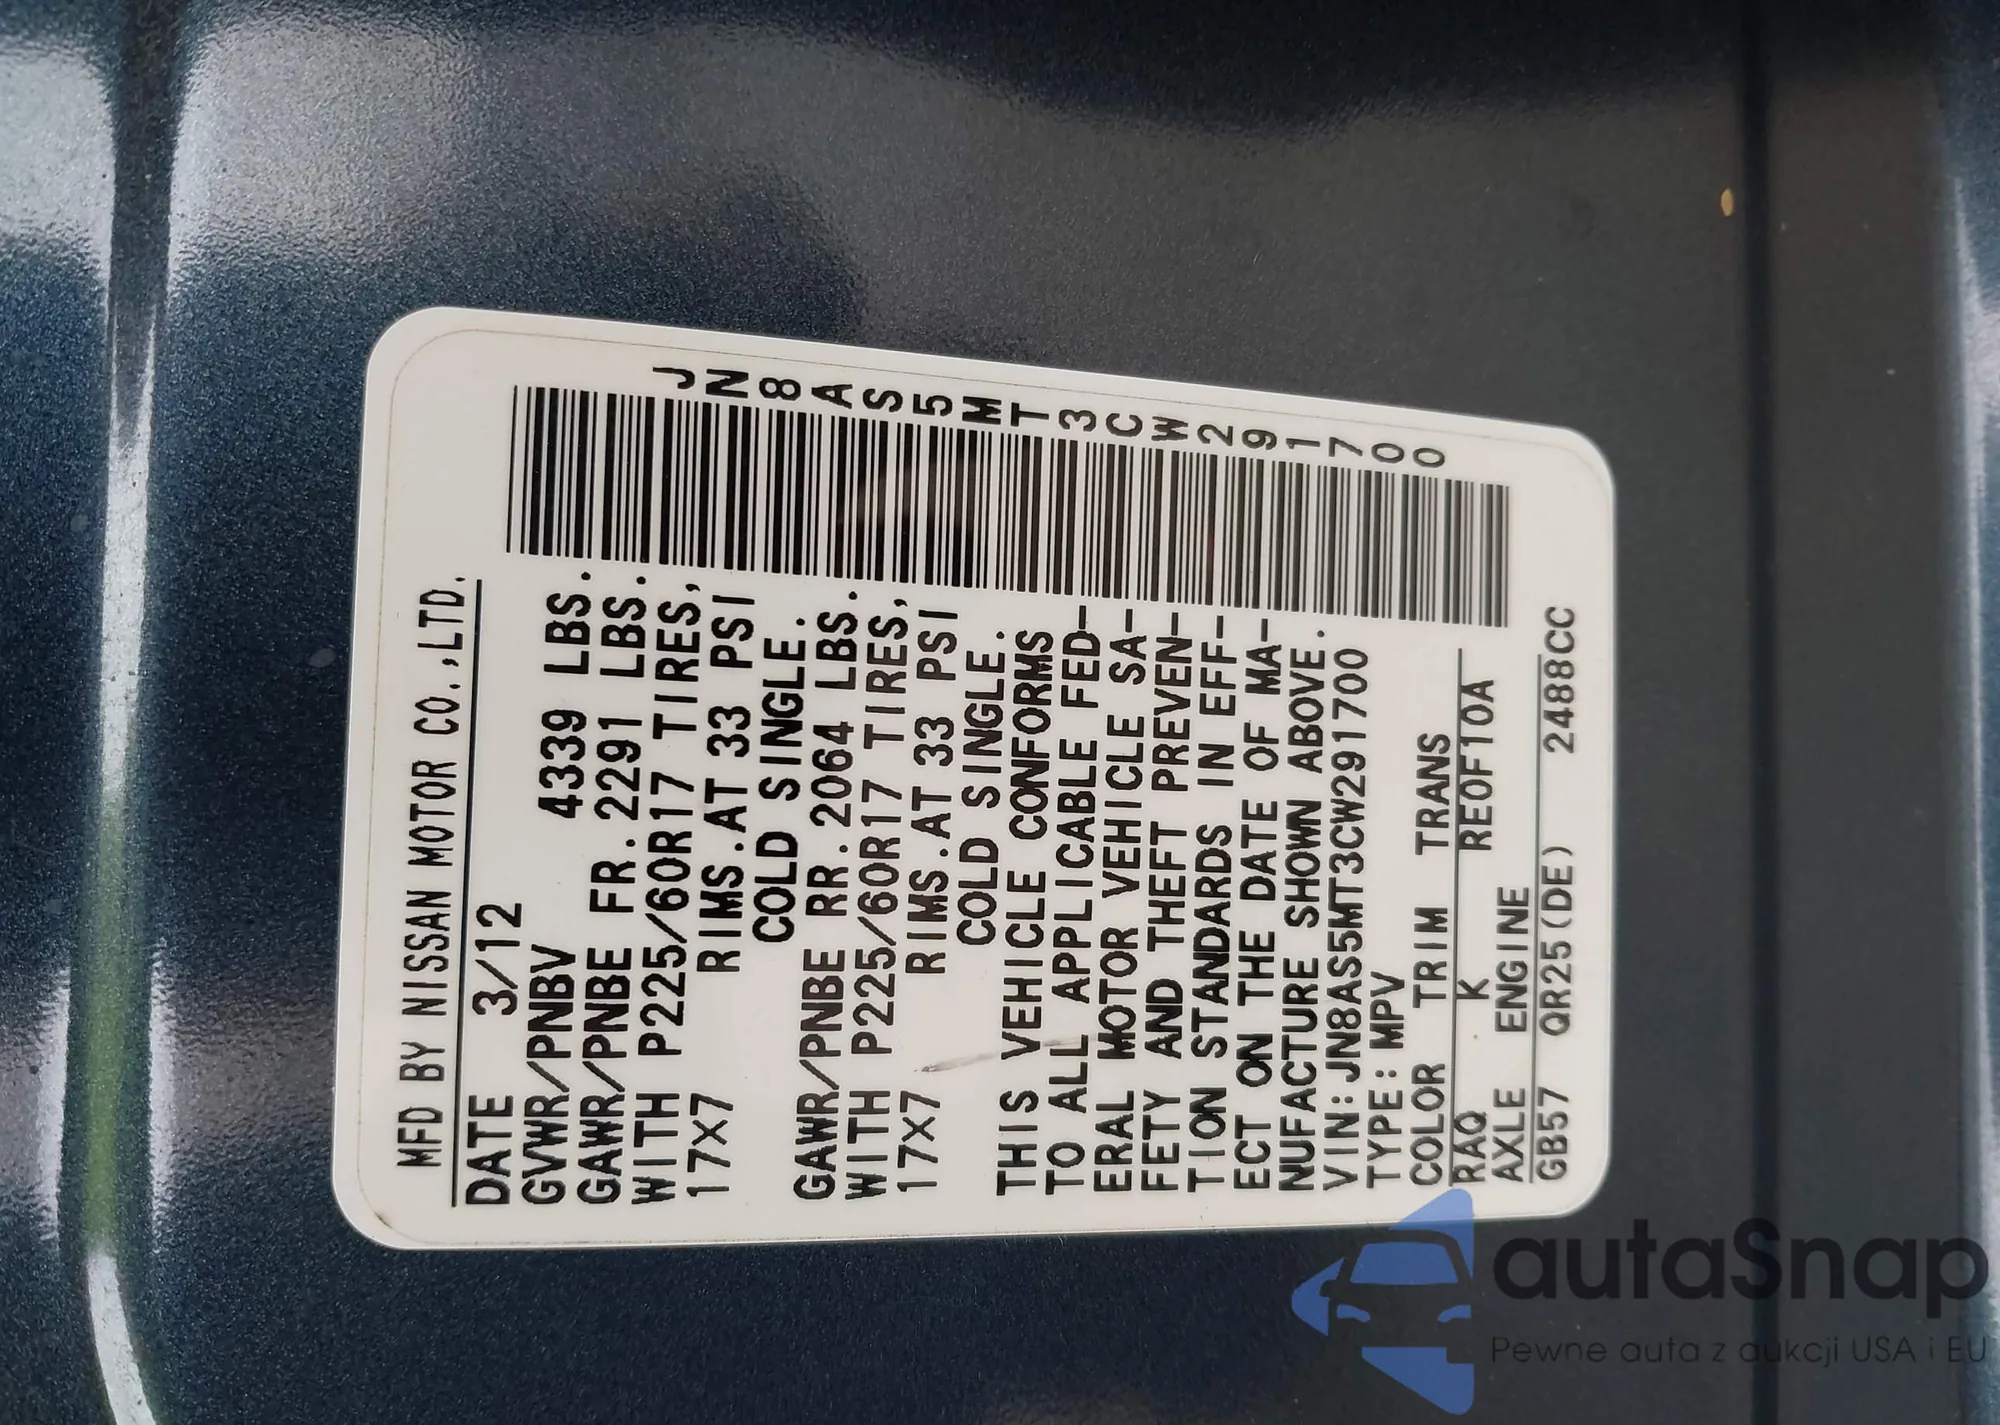 MFD BY NISSAN MOTOR CO.,LTD.
DATE 3/12
GVWR/PNBV 4339 LBS.
GAWR/PNBE FR.2291 LBS.
WITH P225/60R17 TIRES,
17X7 RIMS.AT 33 PSI
COLD SINGLE.
GAWR/PNBE RR.2064 LBS.
WITH P225/60R17 TIRES,
17X7 RIMS.AT 33 PSI
COLD SINGLE.
THIS VEHICLE CONFORMS
TO ALL APPLICABLE FED-
ERAL MOTOR VEHICLE SA-
FETY AND THEFT PREVEN-
TION STANDARDS IN EFF-
ECT ON THE DATE OF MA-
NUFACTURE SHOWN ABOVE.
VIN:JN8AS5MT3CW291700
TYPE:MPV
COLOR TRIM TRANS
RAQ K RE0F10A
AXLE ENGINE
GB57 QR25(DE) 2488CC
JN8AS5MT3CW291700
autaSnap
Pewne auta z aukcji USA i EU